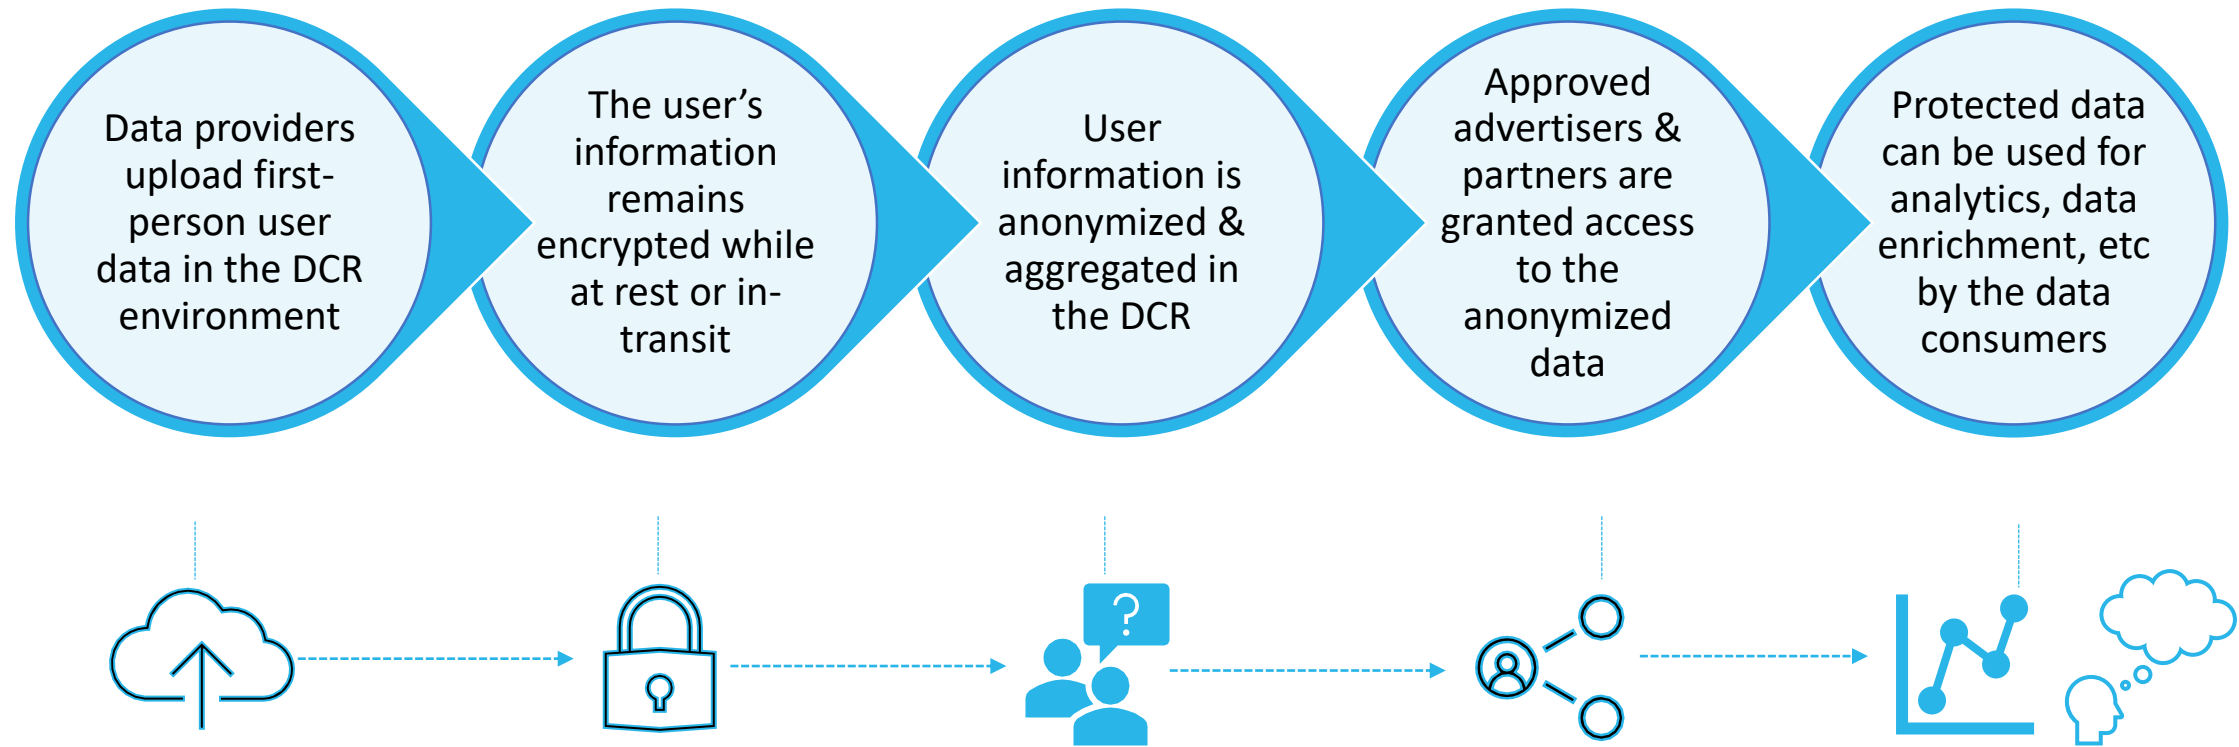 Data providers
upload first-
person user
data in the DCR
environment
The user’s
information
remains
encrypted while
at rest or in-
transit
User
information is
anonymized &
aggregated in
the DCR
Approved
advertisers &
partners are
granted access
to the
anonymized
data
Protected data
can be used for
analytics, data
enrichment, etc
by the data
consumers
?